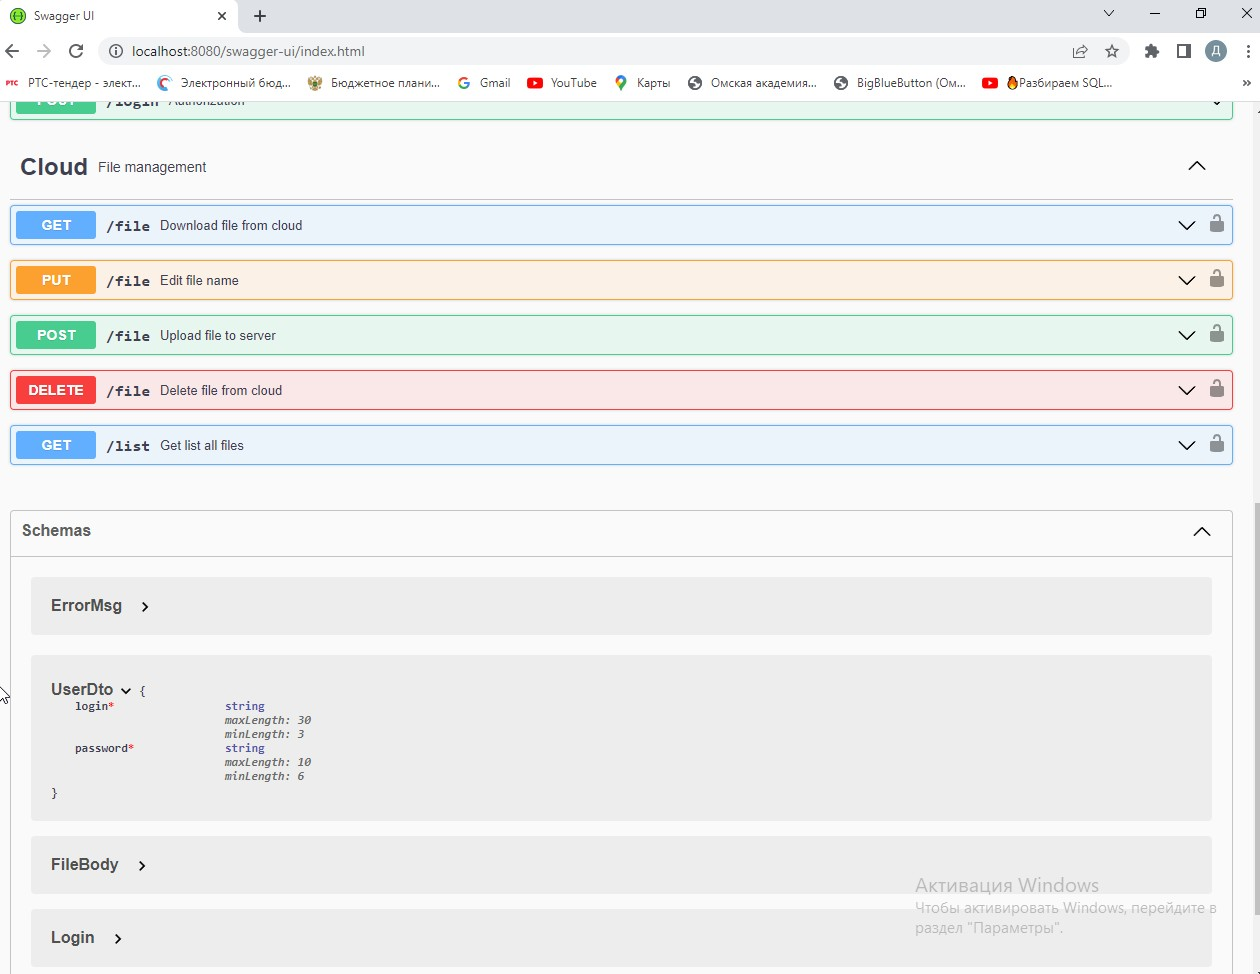 Swagger UI
localhost:8080/swagger-ui/index.html
Д
РТС РТС-тендер - элект...
Электронный бюд...
Бюджетное плани...
Gmail
YouTube
Карты
Омская академия...
BigBlueButton (Ом...
Разбираем SQL...
»
POST /login Authorization
Cloud File management
GET /file Download file from cloud
PUT /file Edit file name
POST /file Upload file to server
DELETE /file Delete file from cloud
GET /list Get list all files
Schemas
ErrorMsg
UserDto {
login* string
maxLength: 30
minLength: 3
password* string
maxLength: 10
minLength: 6
}
FileBody
Login
Активация Windows
Чтобы активировать Windows, перейдите в
раздел "Параметры".